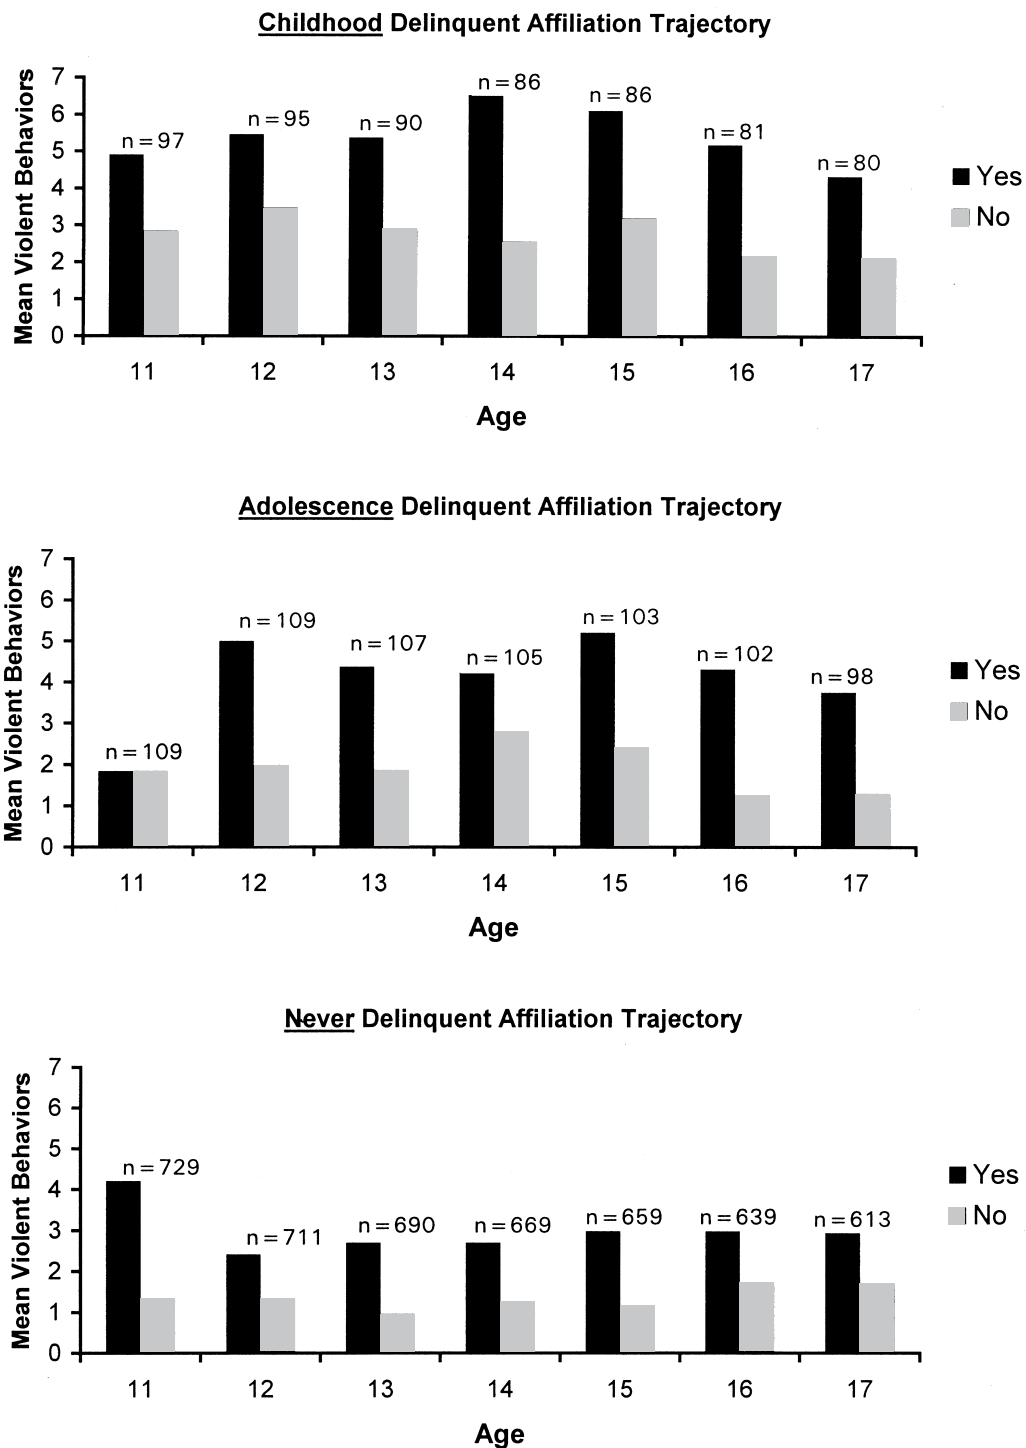 Childhood Delinquent Affiliation Trajectory
Mean Violent Behaviors
7
6
5
4
3
2
1
0
n=97
n=95
n=90
n=86
n=86
n=81
n=80
Yes
No
11 12 13 14 15 16 17
Age
Adolescence Delinquent Affiliation Trajectory
Mean Violent Behaviors
7
6
5
4
3
2
1
0
n=109
n=109
n=107
n=105
n=103
n=102
n=98
Yes
No
11 12 13 14 15 16 17
Age
Never Delinquent Affiliation Trajectory
Mean Violent Behaviors
7
6
5
4
3
2
1
0
n=729
n=711
n=690
n=669
n=659
n=639
n=613
Yes
No
11 12 13 14 15 16 17
Age